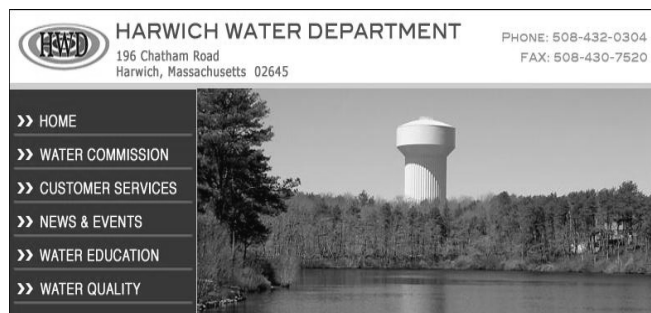 HWD
HARWICH WATER DEPARTMENT
196 Chatham Road
Harwich, Massachusetts 02645
PHONE: 508-432-0304
FAX: 508-430-7520
>> HOME
>> WATER COMMISSION
>> CUSTOMER SERVICES
>> NEWS & EVENTS
>> WATER EDUCATION
>> WATER QUALITY